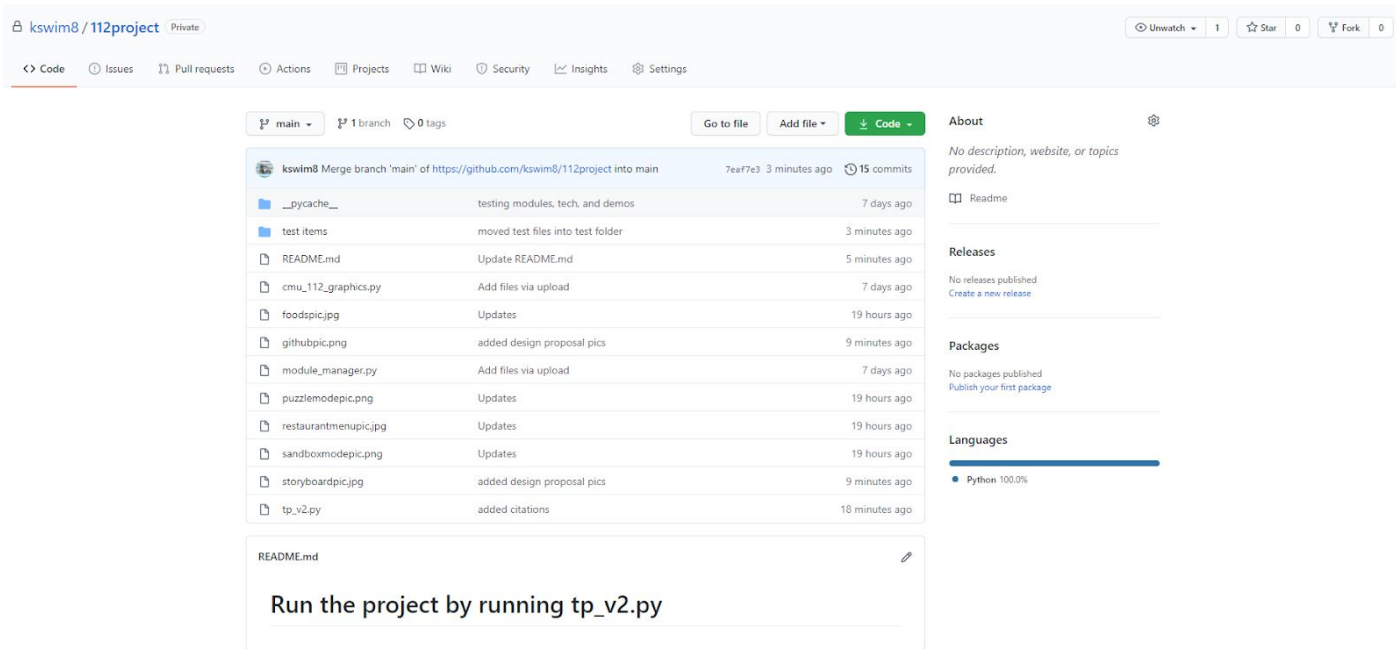 kswim8 / 112project Private
Unwatch 1 Star 0 Fork 0
Code Issues Pull requests Actions Projects Wiki Security Insights Settings
main 1 branch 0 tags Go to file Add file Code
kswim8 Merge branch 'main' of https://github.com/kswim8/112project into main 7eaf7e3 3 minutes ago 15 commits
__pycache__ testing modules, tech, and demos 7 days ago
test items moved test files into test folder 3 minutes ago
README.md Update README.md 5 minutes ago
cmu_112_graphics.py Add files via upload 7 days ago
foodspic.jpg Updates 19 hours ago
githubpic.png added design proposal pics 9 minutes ago
module_manager.py Add files via upload 7 days ago
puzzlemodepic.png Updates 19 hours ago
restaurantmenupic.jpg Updates 19 hours ago
sandboxmodepic.png Updates 19 hours ago
storyboardpic.jpg added design proposal pics 9 minutes ago
tp_v2.py added citations 18 minutes ago
README.md
Run the project by running tp_v2.py
About
No description, website, or topics
provided.
Readme
Releases
No releases published
Create a new release
Packages
No packages published
Publish your first package
Languages
Python 100.0%